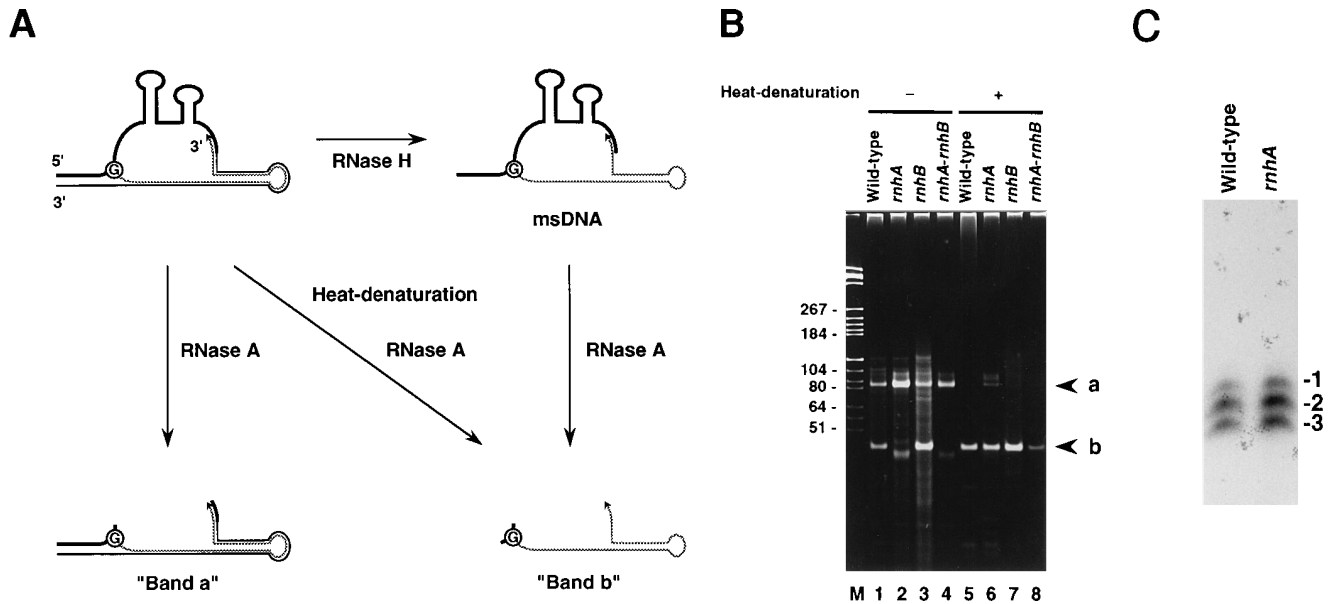 A
5'
3'
G
3'
RNase H
G
msDNA
Heat-denaturation
RNase A
RNase A
RNase A
G
"Band a"
G
"Band b"
B
Heat-denaturation – +
Wild-type rnhA rnhB rnhA-rnhB Wild-type rnhA rnhB rnhA-rnhB
267 -
184 -
104 -
80 -
64 -
51 -
a
b
M 1 2 3 4 5 6 7 8
C
Wild-type rnhA
-1
-2
-3